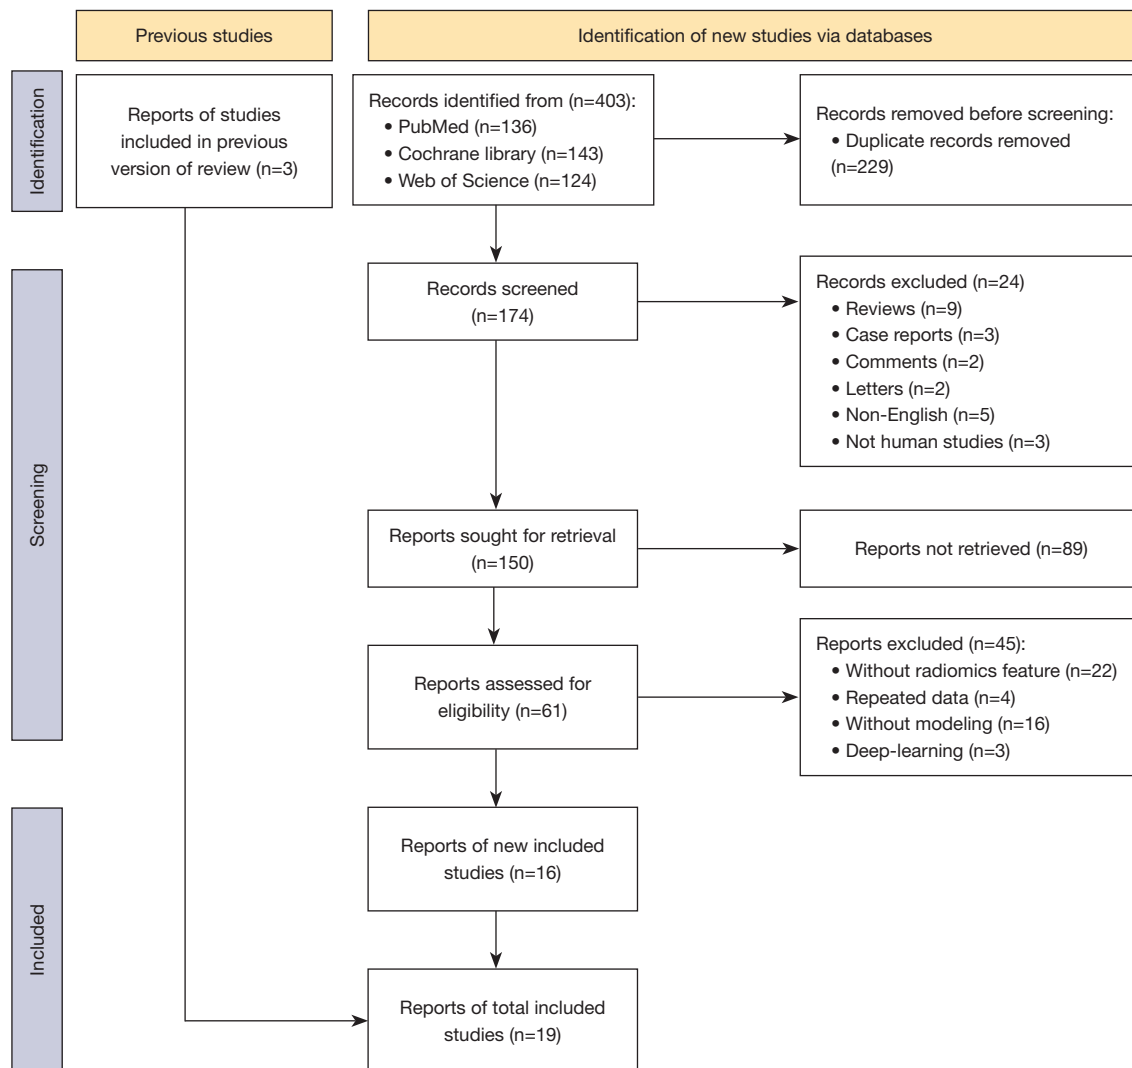 Previous studies
Identification of new studies via databases
Identification
Reports of studies
included in previous
version of review (n=3)
Records identified from (n=403):
• PubMed (n=136)
• Cochrane library (n=143)
• Web of Science (n=124)
Records removed before screening:
• Duplicate records removed
(n=229)
Screening
Records screened
(n=174)
Records excluded (n=24)
• Reviews (n=9)
• Case reports (n=3)
• Comments (n=2)
• Letters (n=2)
• Non-English (n=5)
• Not human studies (n=3)
Reports sought for retrieval
(n=150)
Reports not retrieved (n=89)
Reports assessed for
eligibility (n=61)
Reports excluded (n=45):
• Without radiomics feature (n=22)
• Repeated data (n=4)
• Without modeling (n=16)
• Deep-learning (n=3)
Included
Reports of new included
studies (n=16)
Reports of total included
studies (n=19)